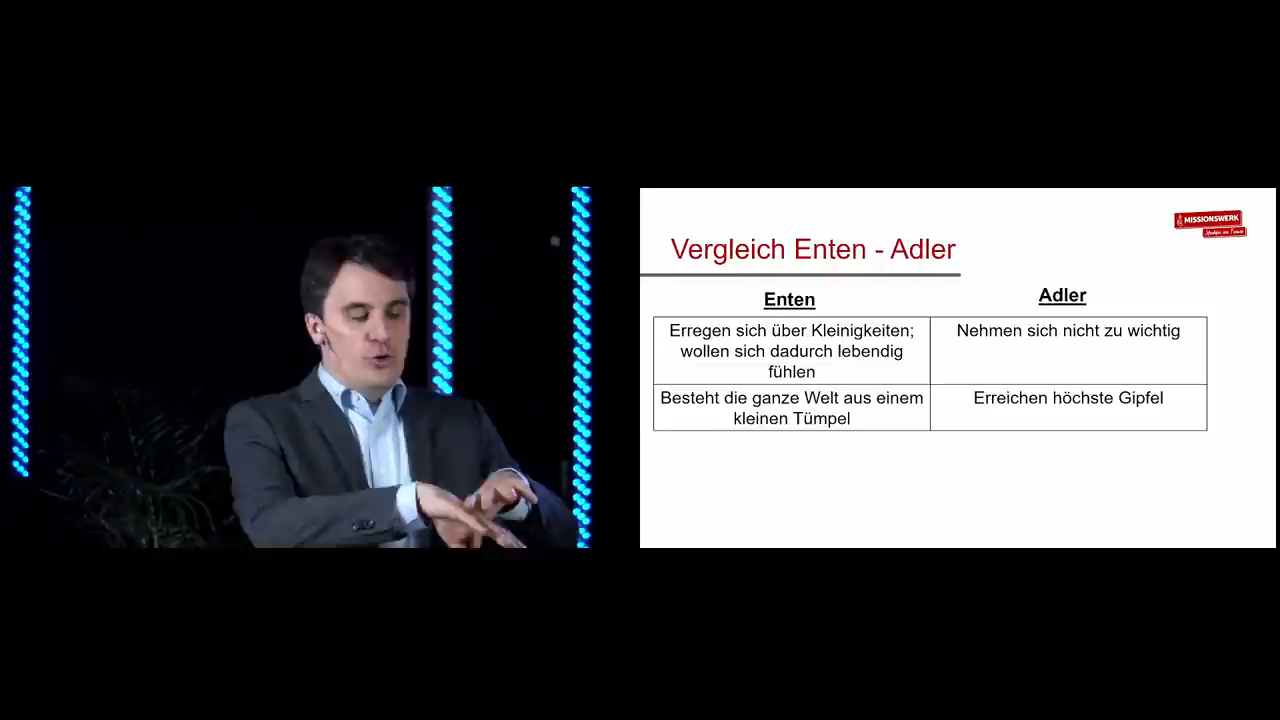 MISSIONSWERK
Vergleich Enten - Adler
Enten
Adler
Erregen sich über Kleinigkeiten;
wollen sich dadurch lebendig
fühlen
Nehmen sich nicht zu wichtig
Besteht die ganze Welt aus einem
kleinen Tümpel
Erreichen höchste Gipfel